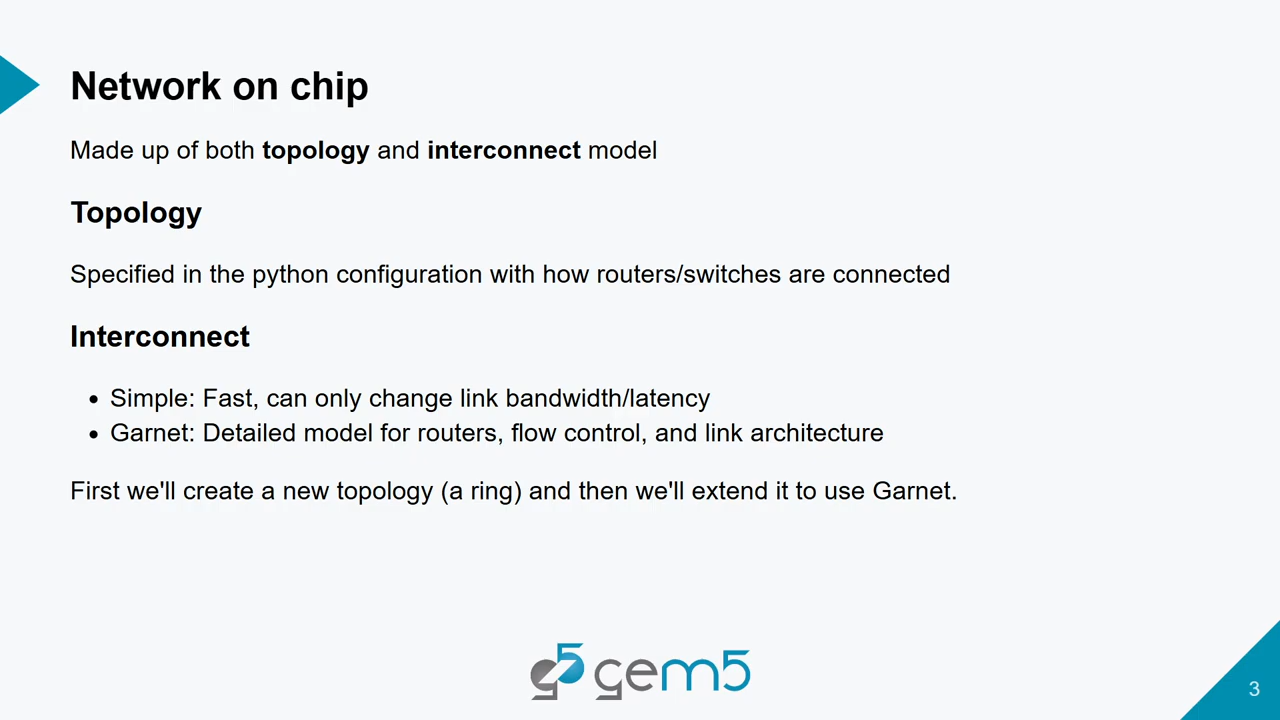 Network on chip
Made up of both topology and interconnect model
Topology
Specified in the python configuration with how routers/switches are connected
Interconnect
• Simple: Fast, can only change link bandwidth/latency
• Garnet: Detailed model for routers, flow control, and link architecture
First we'll create a new topology (a ring) and then we'll extend it to use Garnet.
g5 gem5
3